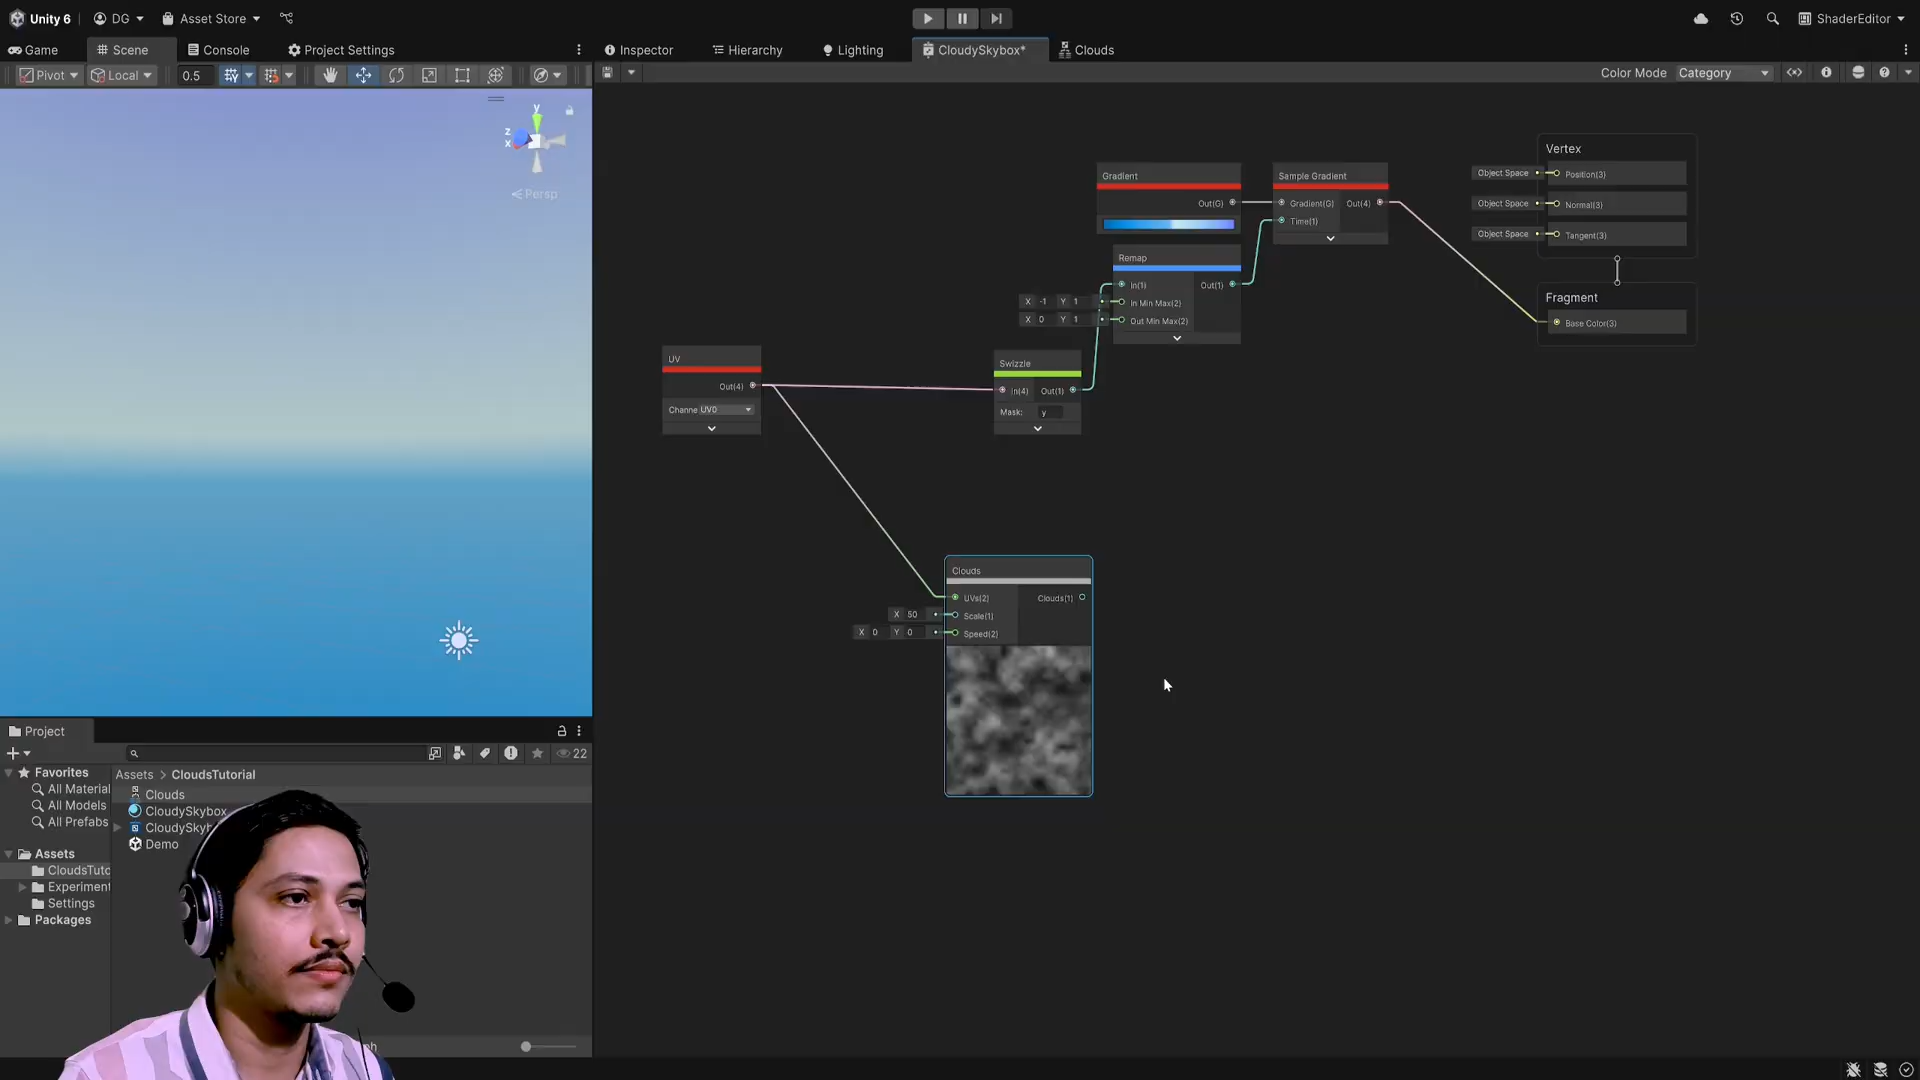 Unity 6
DG
Asset Store
ShaderEditor
Game
Scene
Console
Project Settings
Inspector
Hierarchy
Lighting
CloudySkybox*
Clouds
Pivot
Local
0.5
Color Mode
Category
y
z
x
Persp
Gradient
Out(G)
Sample Gradient
Gradient(G)
Out(4)
Time(1)
Remap
In(1)
Out(1)
X -1 Y 1
In Min Max(2)
X 0 Y 1
Out Min Max(2)
Vertex
Object Space
Position(3)
Object Space
Normal(3)
Object Space
Tangent(3)
Fragment
Base Color(3)
UV
Out(4)
Channe UV0
Swizzle
In(4)
Out(1)
Mask: y
Clouds
UVs(2)
Clouds(1)
X 50
Scale(1)
X 0 Y 0
Speed(2)
Project
22
Favorites
All Material
All Models
All Prefabs
Assets
CloudsTuto
Experiment
Settings
Packages
Assets > CloudsTutorial
Clouds
CloudySkybox
CloudySkyb
Demo